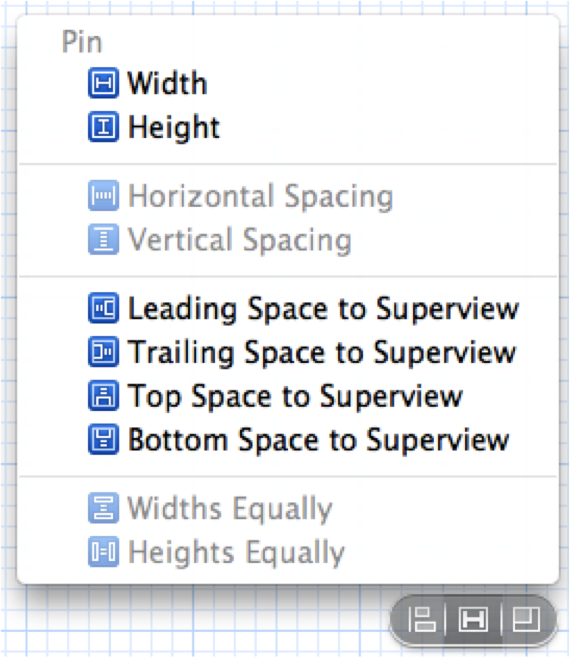 Pin
Width
Height
Horizontal Spacing
Vertical Spacing
Leading Space to Superview
Trailing Space to Superview
Top Space to Superview
Bottom Space to Superview
Widths Equally
Heights Equally